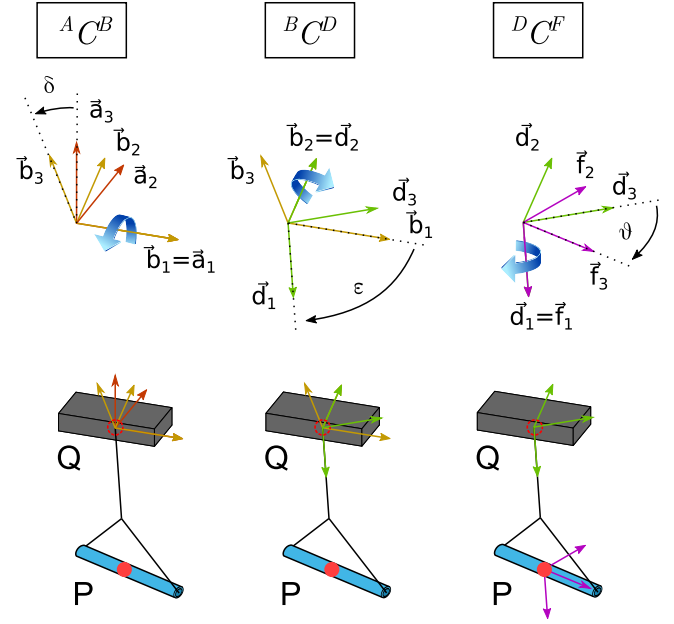 ᴬCᴮ ᴮCᴰ ᴰCꟳ
δ
a⃗₃
b⃗₂
b⃗₃
a⃗₂
b⃗₁=a⃗₁
b⃗₂=d⃗₂
b⃗₃
d⃗₃
b⃗₁
d⃗₁
ε
d⃗₂
f⃗₂
d⃗₃
ϑ
f⃗₃
d⃗₁=f⃗₁
Q Q Q
P P P